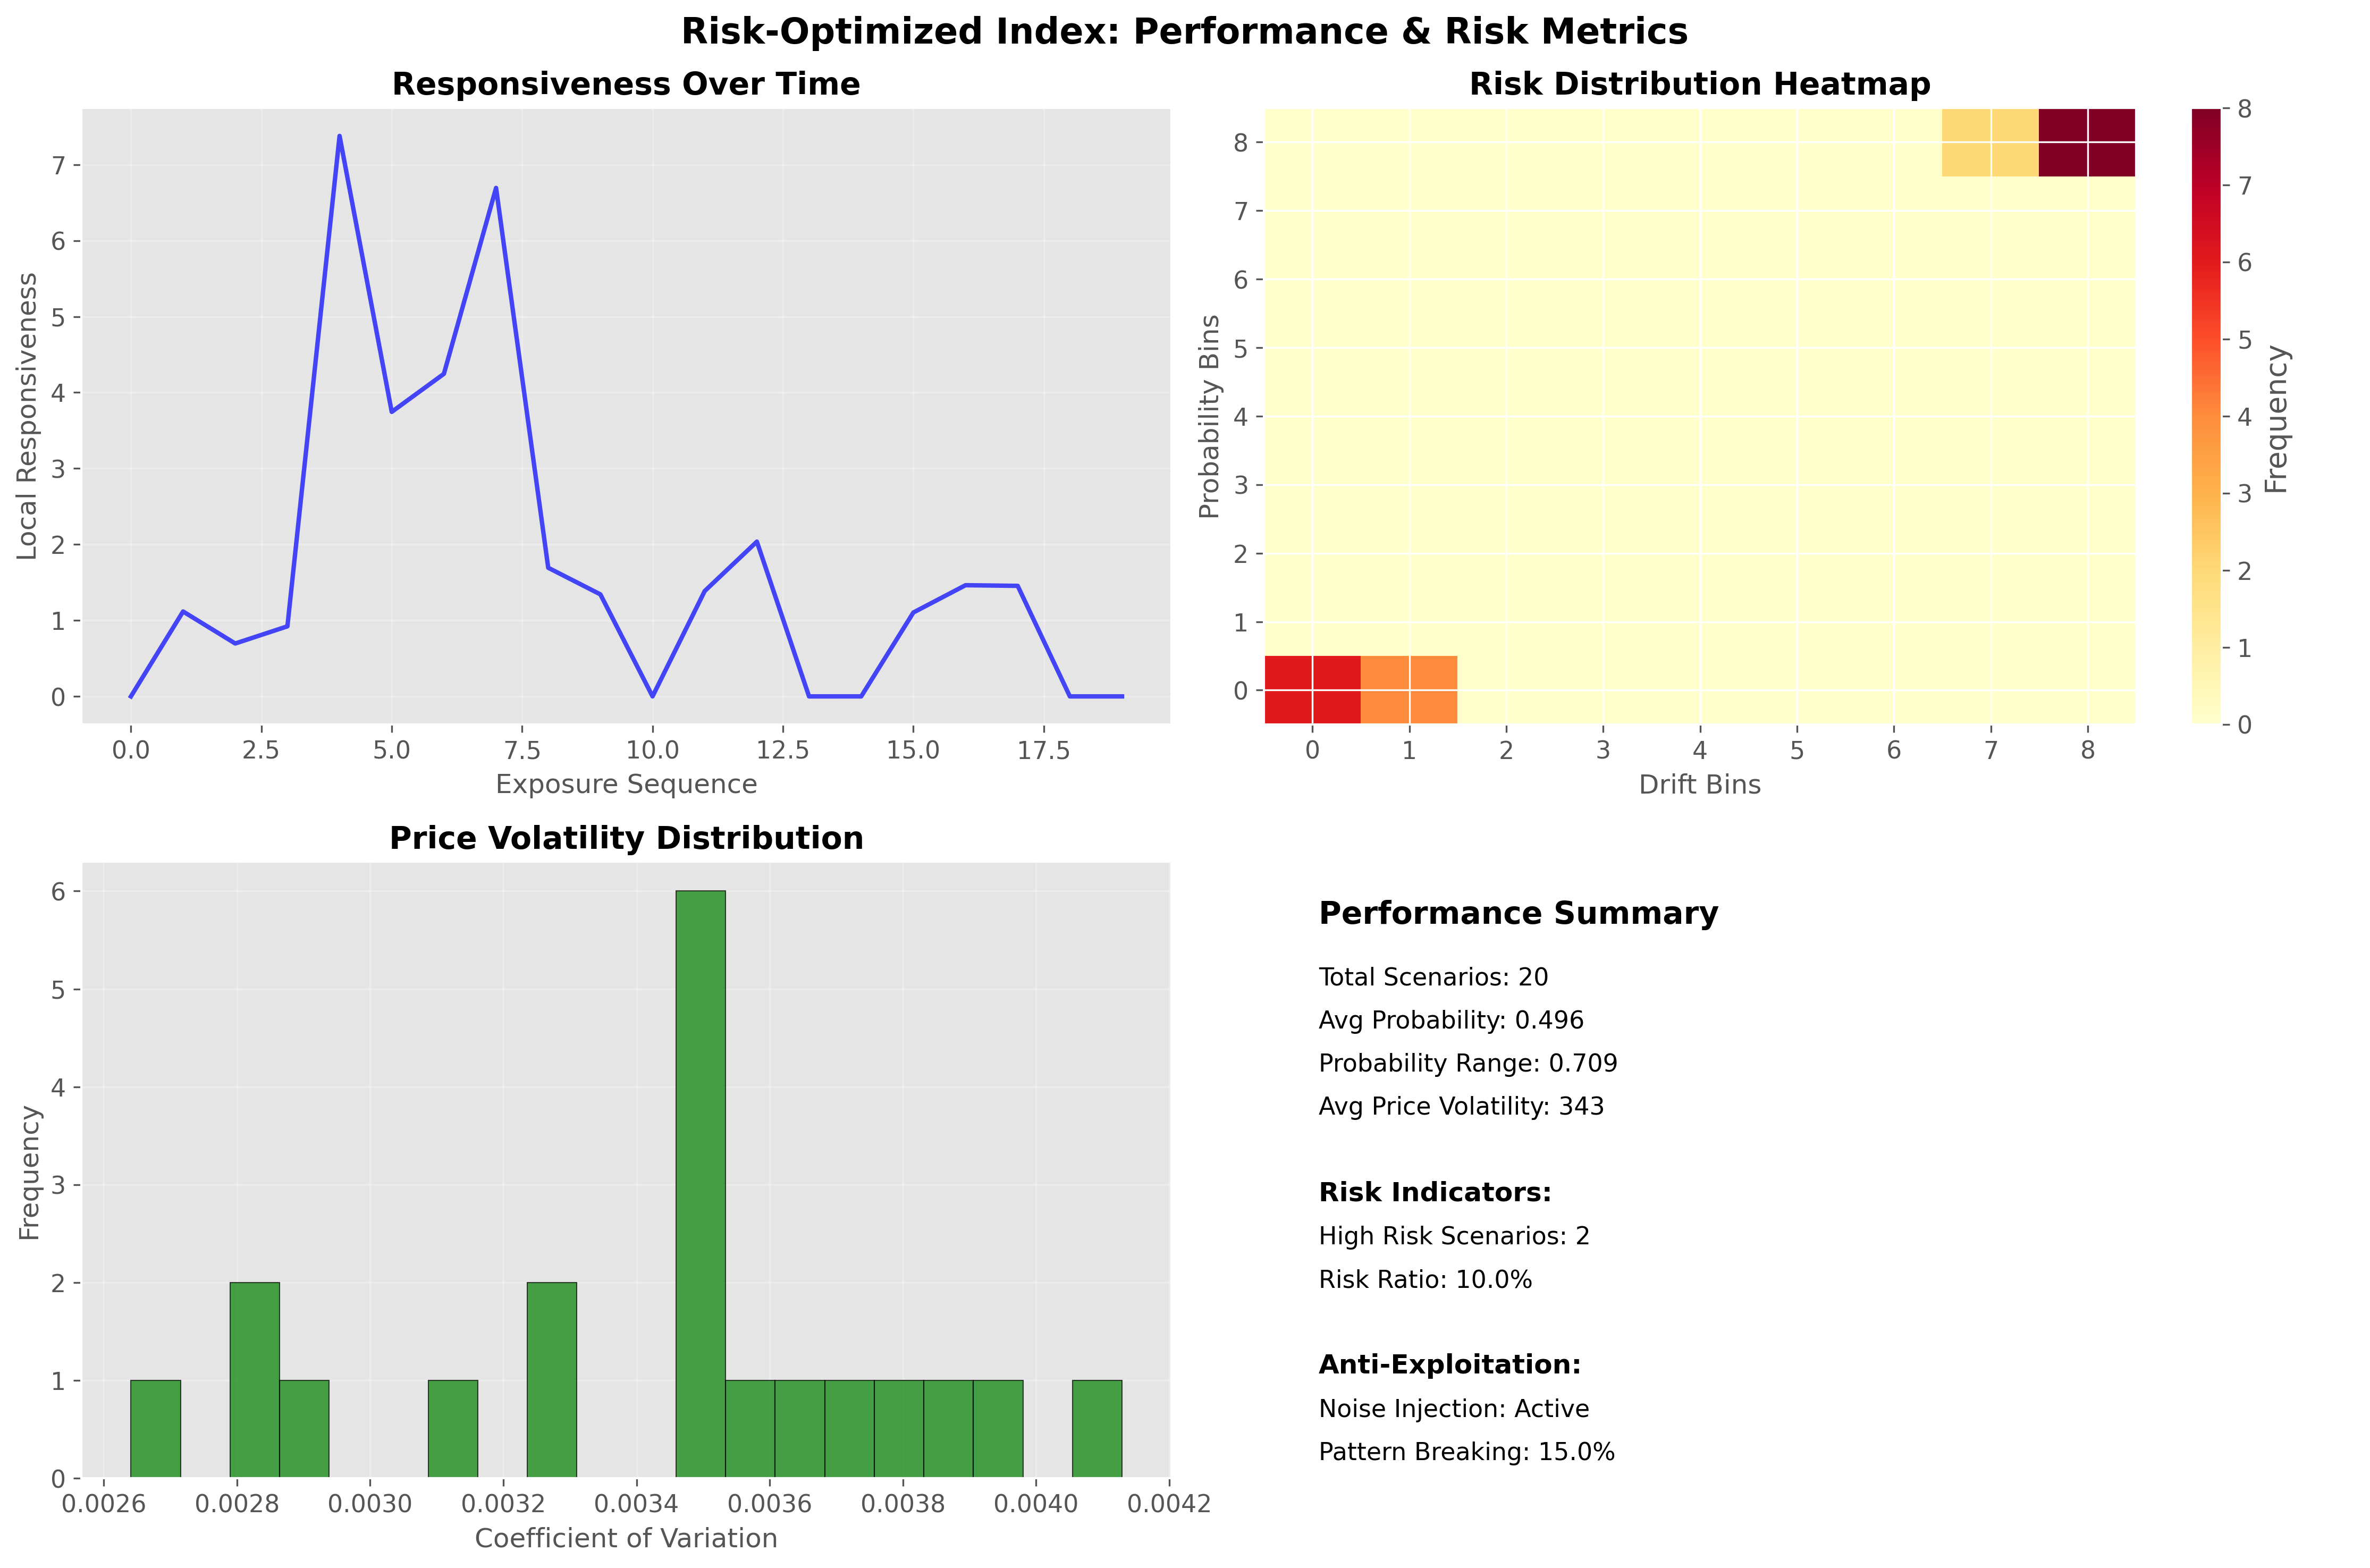 Risk-Optimized Index: Performance & Risk Metrics
Responsiveness Over Time
Local Responsiveness
7
6
5
4
3
2
1
0
0.0 2.5 5.0 7.5 10.0 12.5 15.0 17.5
Exposure Sequence
Risk Distribution Heatmap
Probability Bins
8
7
6
5
4
3
2
1
0
0 1 2 3 4 5 6 7 8
Drift Bins
8
7
6
5
4
3
2
1
0
Frequency
Price Volatility Distribution
Frequency
6
5
4
3
2
1
0
0.0026 0.0028 0.0030 0.0032 0.0034 0.0036 0.0038 0.0040 0.0042
Coefficient of Variation
Performance Summary
Total Scenarios: 20
Avg Probability: 0.496
Probability Range: 0.709
Avg Price Volatility: 343
Risk Indicators:
High Risk Scenarios: 2
Risk Ratio: 10.0%
Anti-Exploitation:
Noise Injection: Active
Pattern Breaking: 15.0%